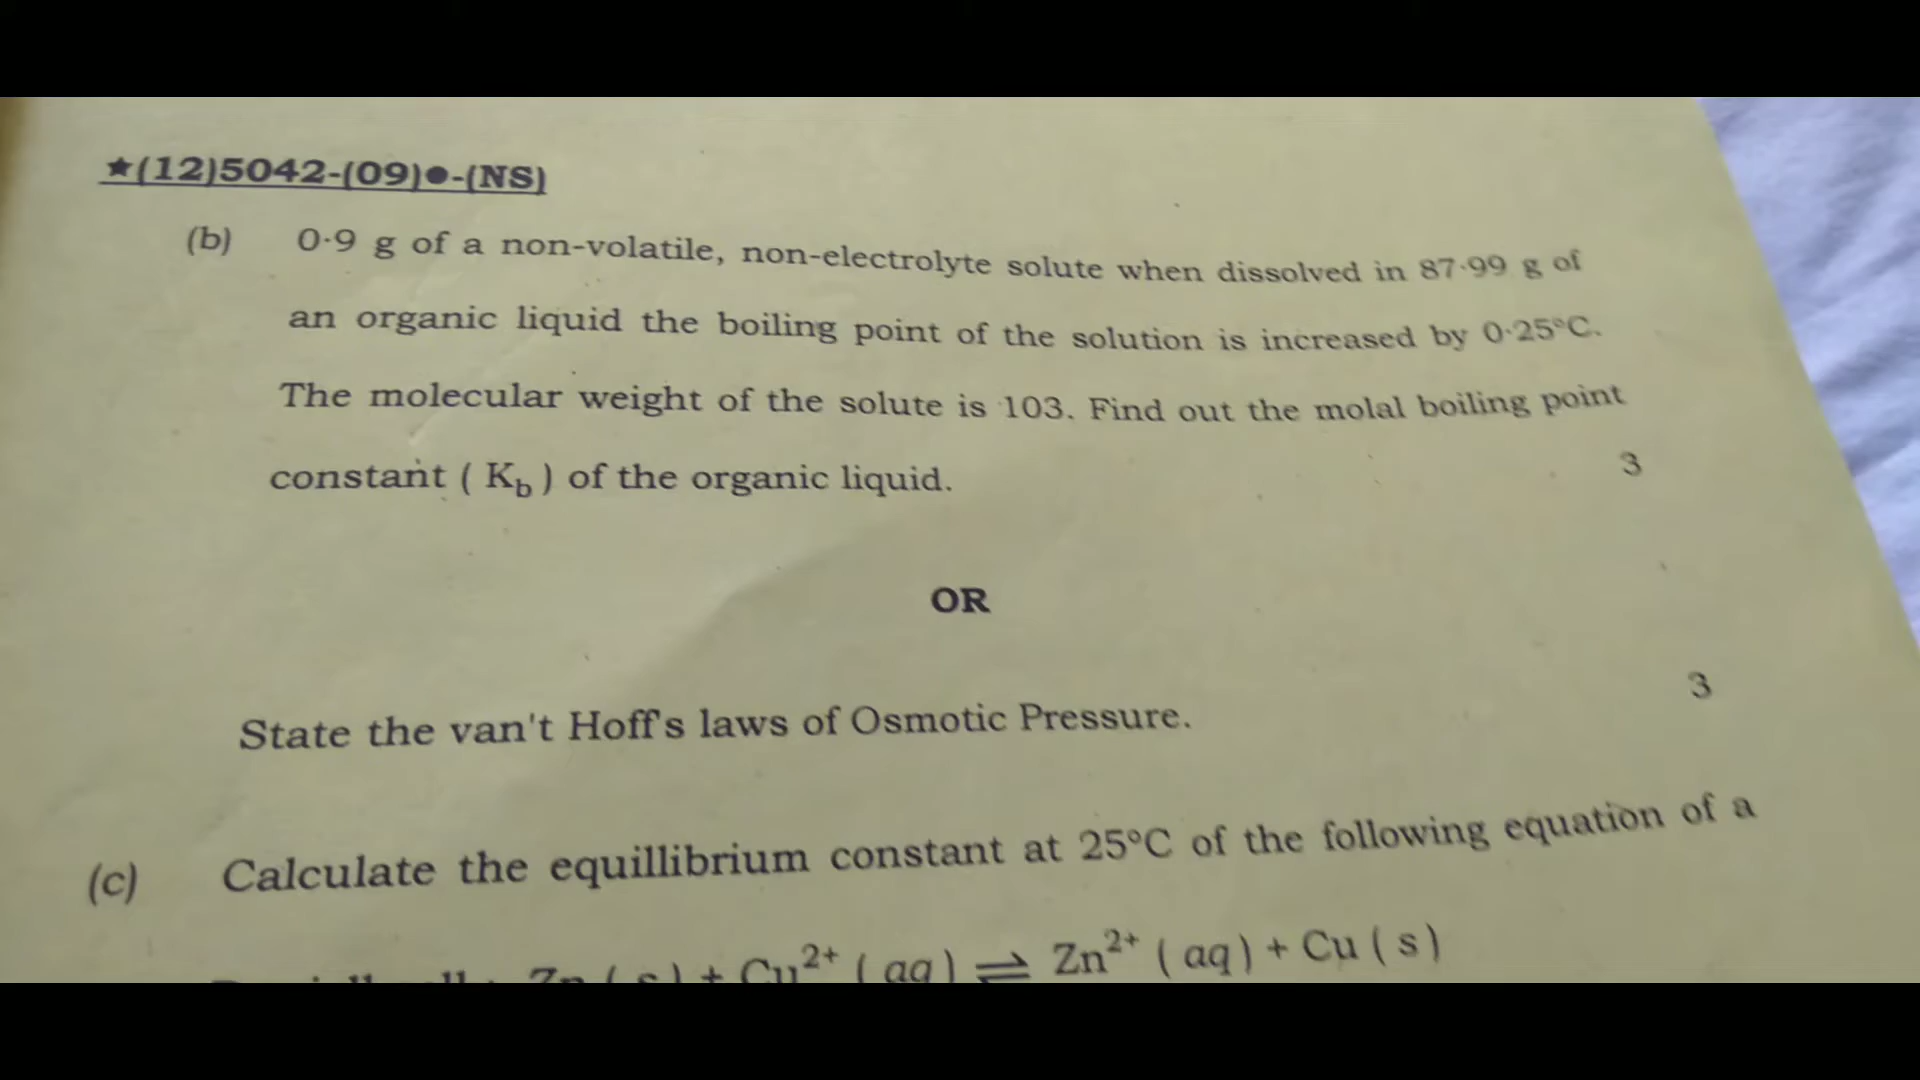 ★(12)5042-(09)●-(NS)
(b) 0·9 g of a non-volatile, non-electrolyte solute when dissolved in 87·99 g of
an organic liquid the boiling point of the solution is increased by 0·25°C.
The molecular weight of the solute is 103. Find out the molal boiling point
constant ( K_b ) of the organic liquid. 3
OR
State the van't Hoff's laws of Osmotic Pressure. 3
(c) Calculate the equillibrium constant at 25°C of the following equation of a
Zn ( s ) + Cu²⁺ ( aq ) ⇌ Zn²⁺ ( aq ) + Cu ( s )